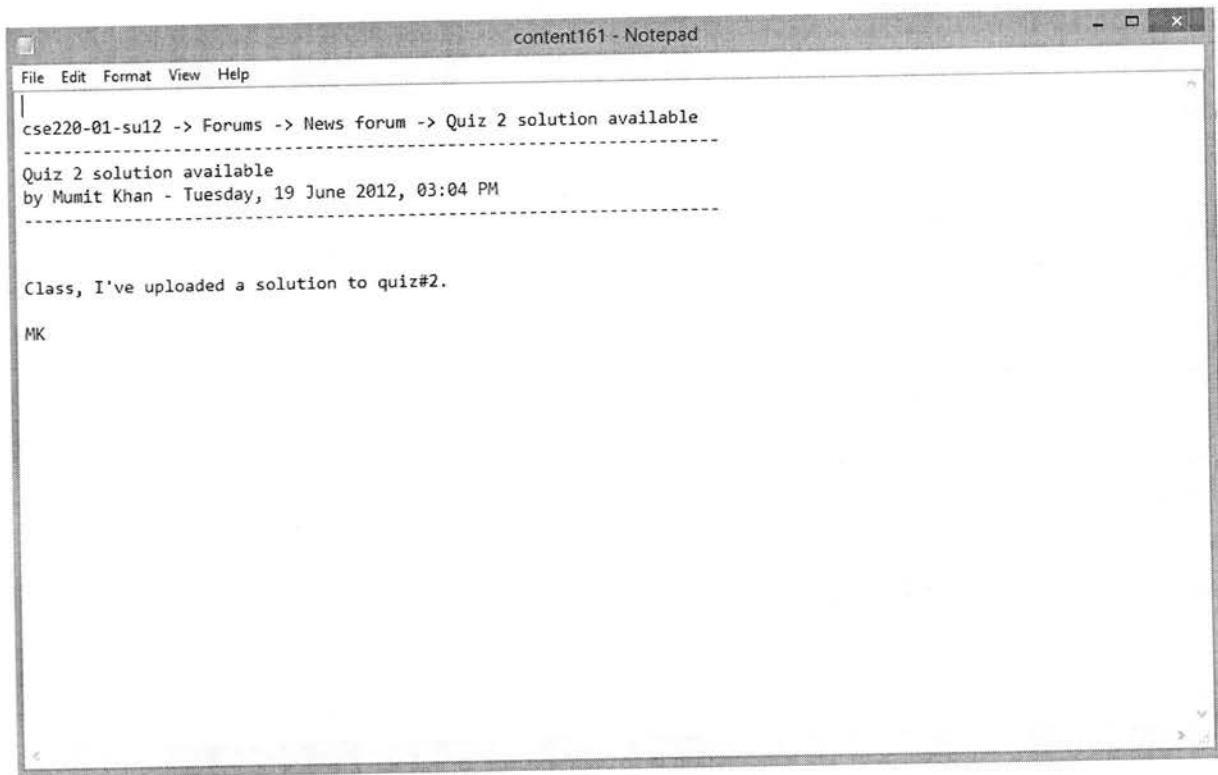 content161 - Notepad
File Edit Format View Help
cse220-01-su12 -> Forums -> News forum -> Quiz 2 solution available
---------------------------------------------------------------------
Quiz 2 solution available
by Mumit Khan - Tuesday, 19 June 2012, 03:04 PM
---------------------------------------------------------------------
Class, I've uploaded a solution to quiz#2.
MK